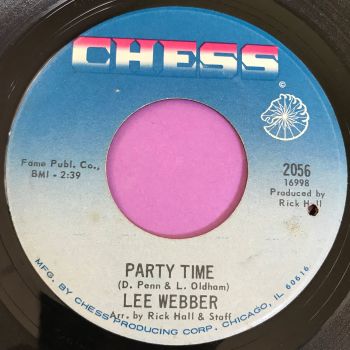 CHESS
©
Fame Publ. Co.,
BMI - 2:39
2056
16998
Produced by
Rick Hall
PARTY TIME
(D. Penn & L. Oldham)
LEE WEBBER
Arr. by Rick Hall & Staff
MFG. BY CHESS PRODUCING CORP. CHICAGO, IL 60616